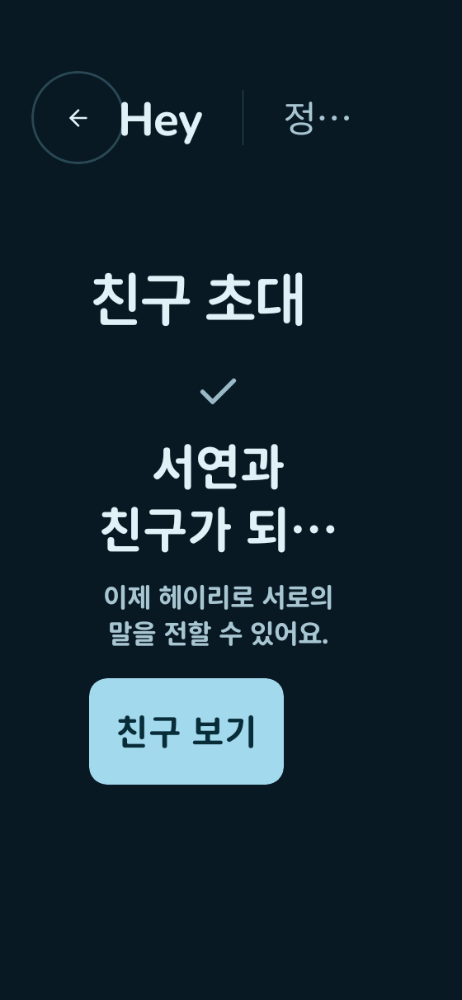 Hey 정…
친구 초대
서연과
친구가 되…
이제 헤이리로 서로의
말을 전할 수 있어요.
친구 보기